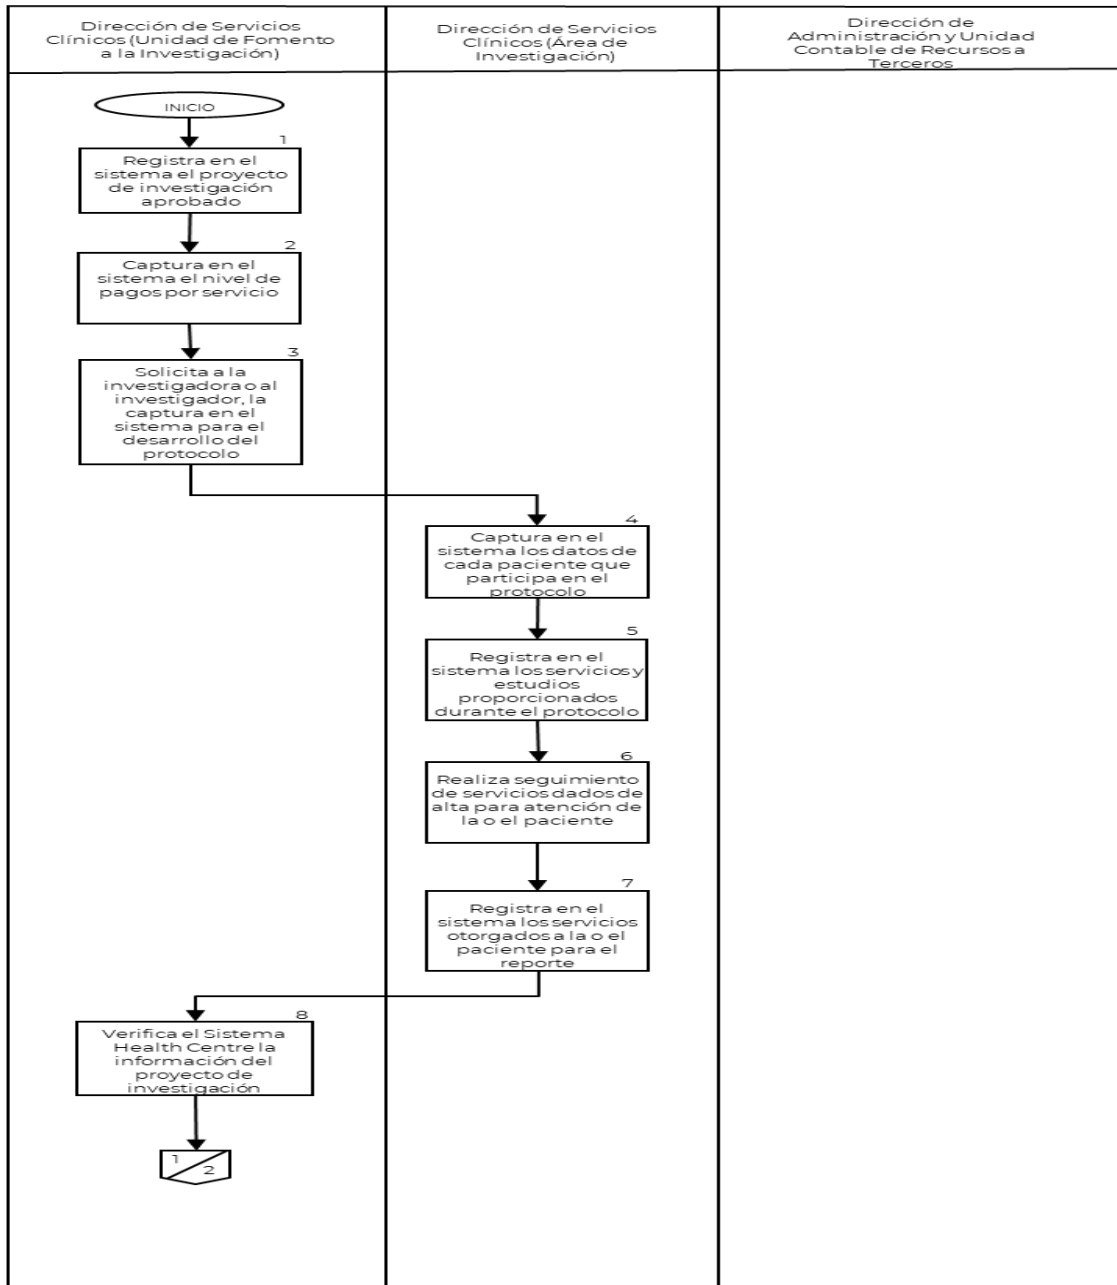 Dirección de Servicios
Clínicos (Unidad de Fomento
a la Investigación)
Dirección de Servicios
Clínicos (Área de
Investigación)
Dirección de
Administración y Unidad
Contable de Recursos a
Terceros
INICIO
1
Registra en el
sistema el proyecto
de investigación
aprobado
2
Captura en el
sistema el nivel de
pagos por servicio
3
Solicita a la
investigadora o al
investigador, la
captura en el
sistema para el
desarrollo del
protocolo
4
Captura en el
sistema los datos de
cada paciente que
participa en el
protocolo
5
Registra en el
sistema los servicios y
estudios
proporcionados
durante el protocolo
6
Realiza seguimiento
de servicios dados de
alta para atención de
la o el paciente
7
Registra en el
sistema los servicios
otorgados a la o el
paciente para el
reporte
8
Verifica el Sistema
Health Centre la
información del
proyecto de
investigación
1
2